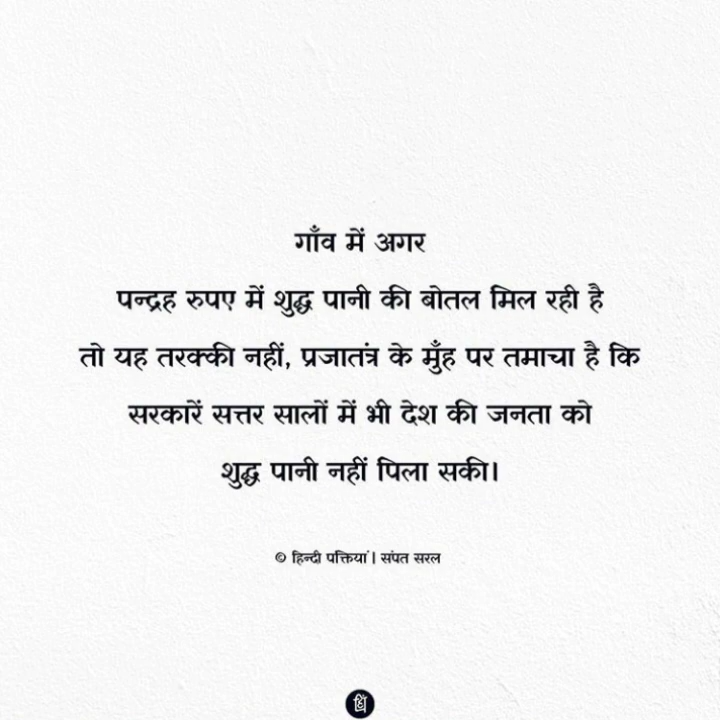 गाँव में अगर
पन्द्रह रुपए में शुद्ध पानी की बोतल मिल रही है
तो यह तरक्की नहीं, प्रजातंत्र के मुँह पर तमाचा है कि
सरकारें सत्तर सालों में भी देश की जनता को
शुद्ध पानी नहीं पिला सकी।
© हिन्दी पक्तियां | संपत सरल
हिं